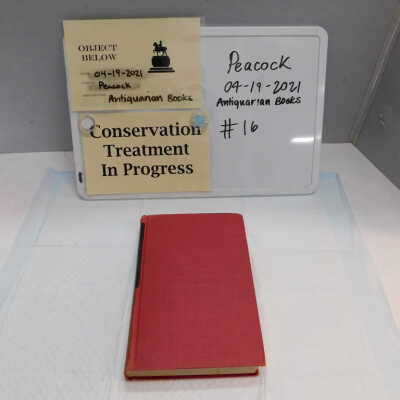 OBJECT
BELOW
04-19-2021
Peacock
Antiquarian Books
Conservation
Treatment
In Progress
Peacock
04-19-2021
Antiquarian Books
#16